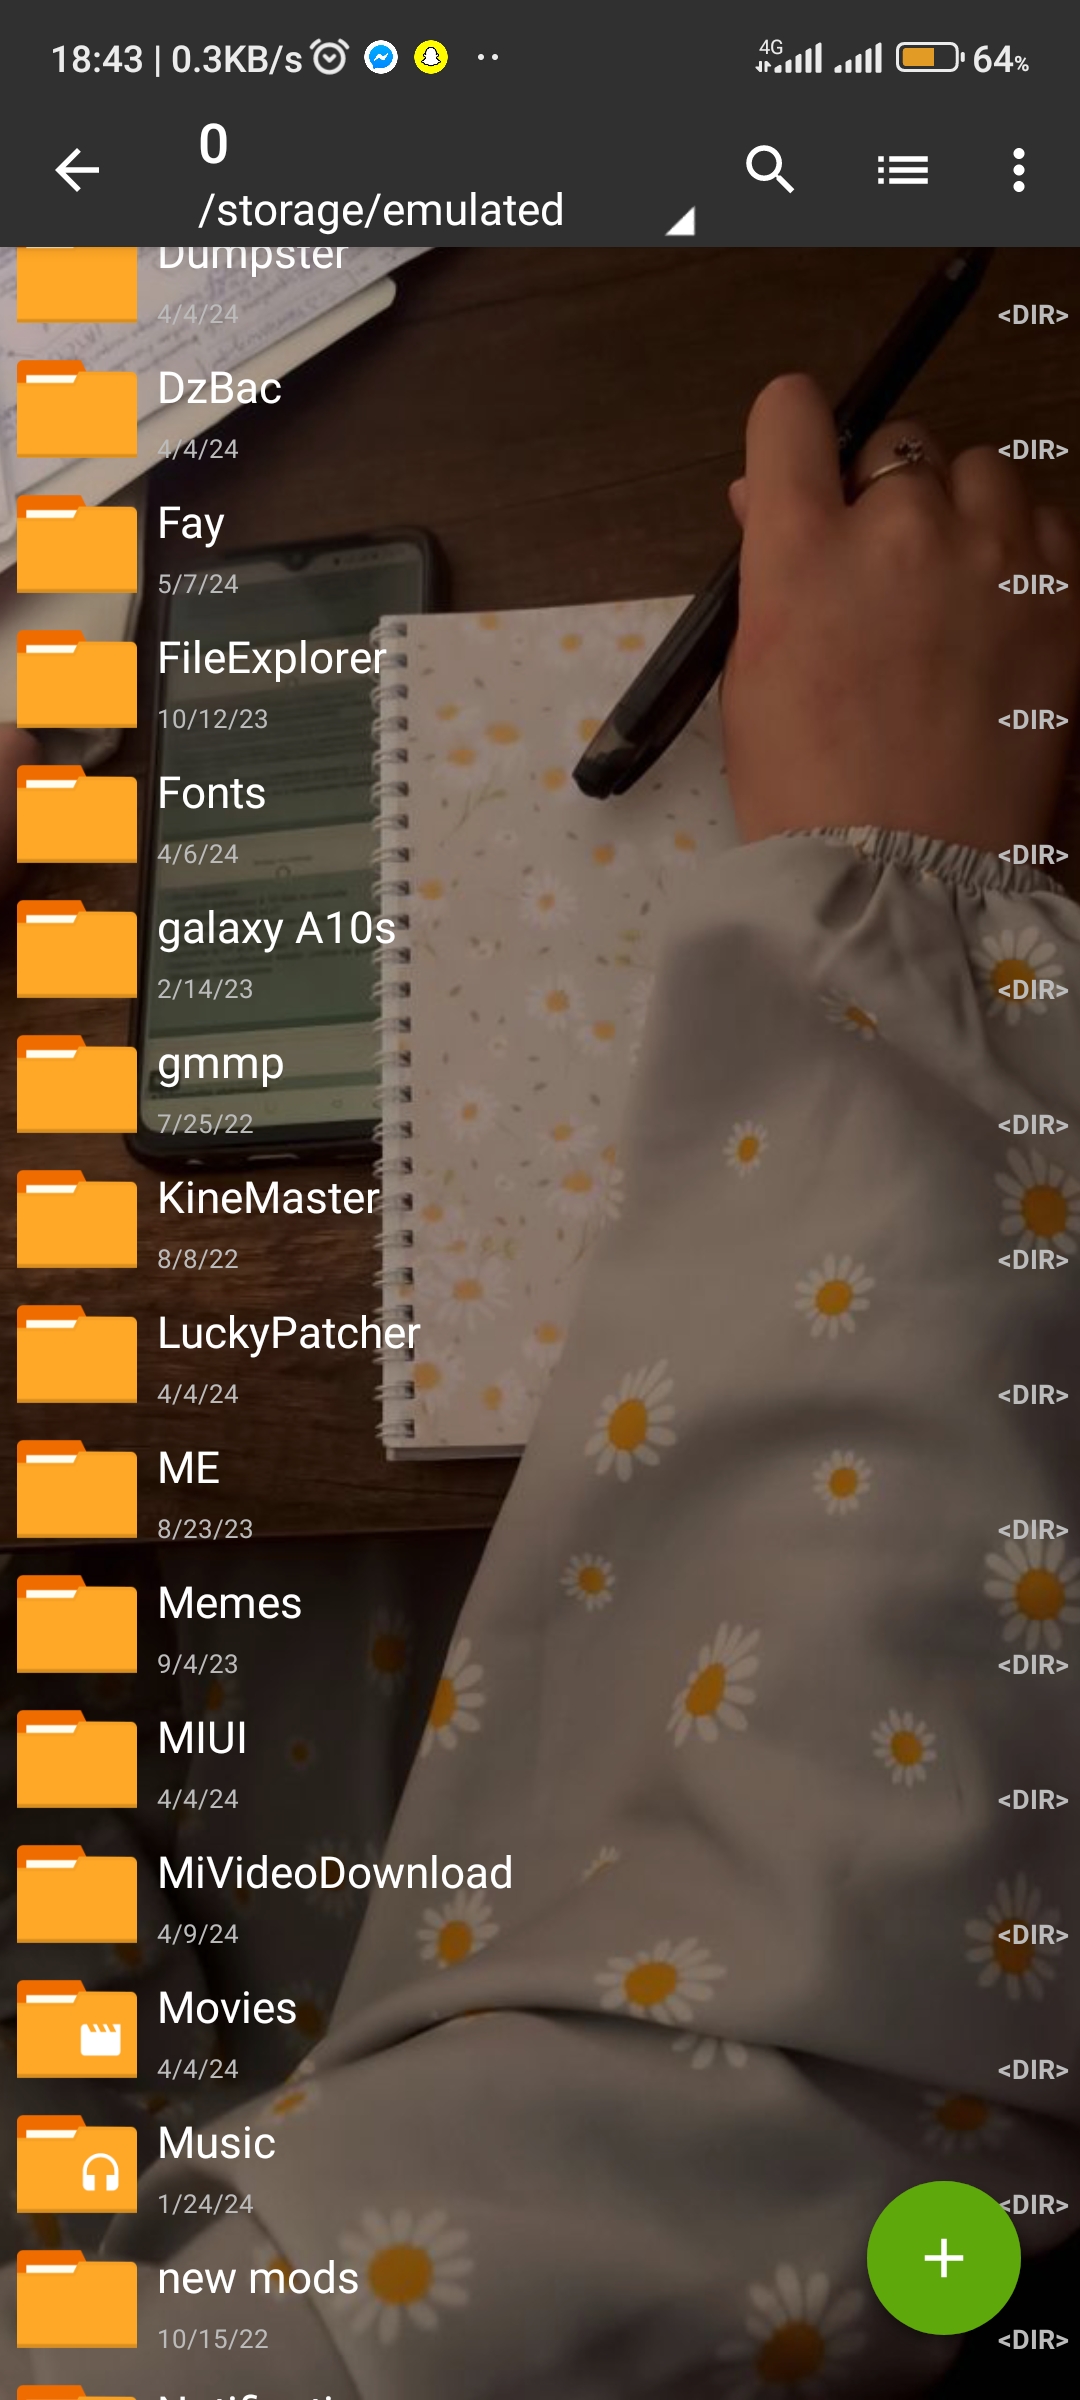 18:43 | 0.3KB/s 4G 64%
0
/storage/emulated
Dumpster
4/4/24 <DIR>
DzBac
4/4/24 <DIR>
Fay
5/7/24 <DIR>
FileExplorer
10/12/23 <DIR>
Fonts
4/6/24 <DIR>
galaxy A10s
2/14/23 <DIR>
gmmp
7/25/22 <DIR>
KineMaster
8/8/22 <DIR>
LuckyPatcher
4/4/24 <DIR>
ME
8/23/23 <DIR>
Memes
9/4/23 <DIR>
MIUI
4/4/24 <DIR>
MiVideoDownload
4/9/24 <DIR>
Movies
4/4/24 <DIR>
Music
1/24/24 <DIR>
new mods
10/15/22 <DIR>